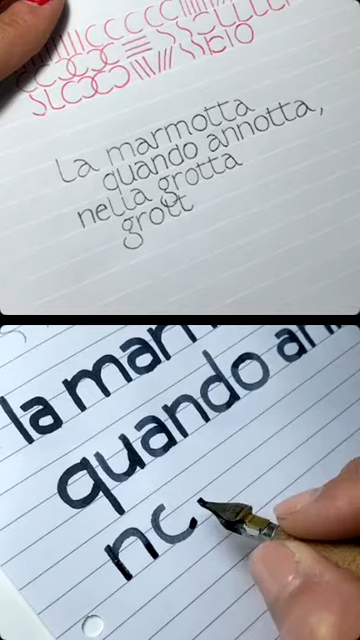 la marmotta
quando annotta,
nella grotta
grott
la mar
quando an
nc